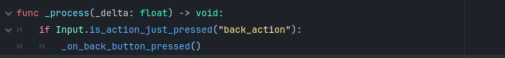 func _process(_delta: float) -> void:
if Input.is_action_just_pressed("back_action"):
_on_back_button_pressed()